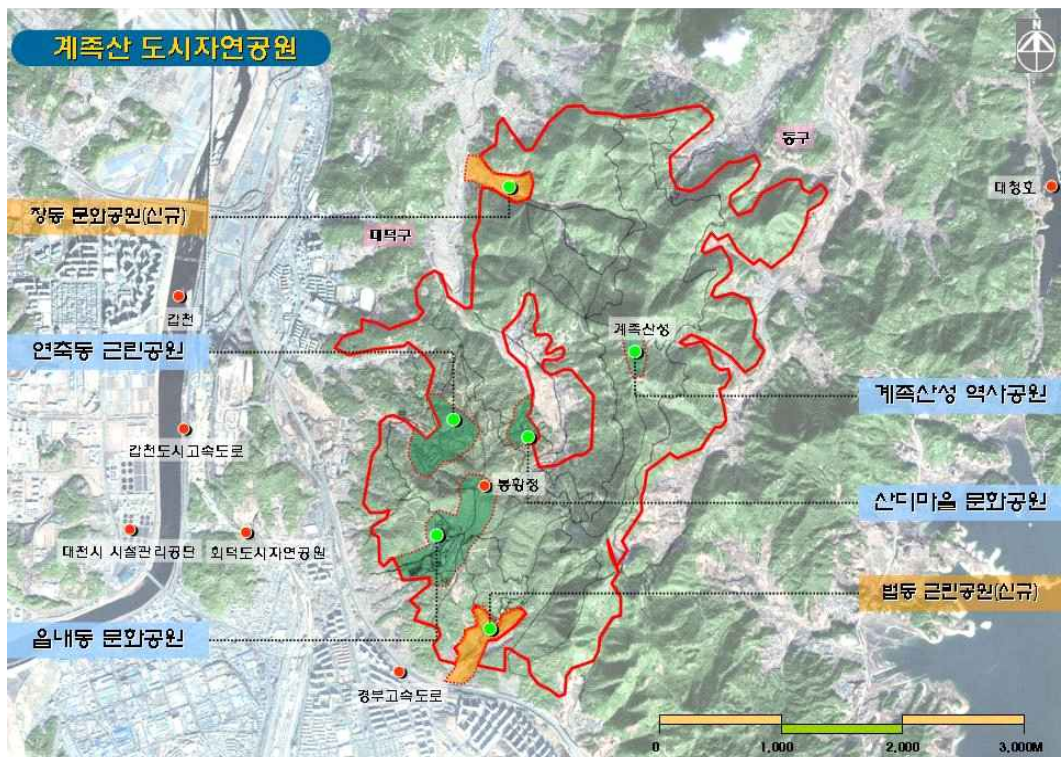 계족산 도시자연공원
N
동구
대청호
장동 문화공원(신규)
대덕구
갑천
계족산성
연축동 근린공원
계족산성 역사공원
갑천도시고속도로
봉황정
산디마을 문화공원
대전시 시설관리공단
회덕도시자연공원
법동 근린공원(신규)
읍내동 문화공원
경부고속도로
0 1,000 2,000 3,000M